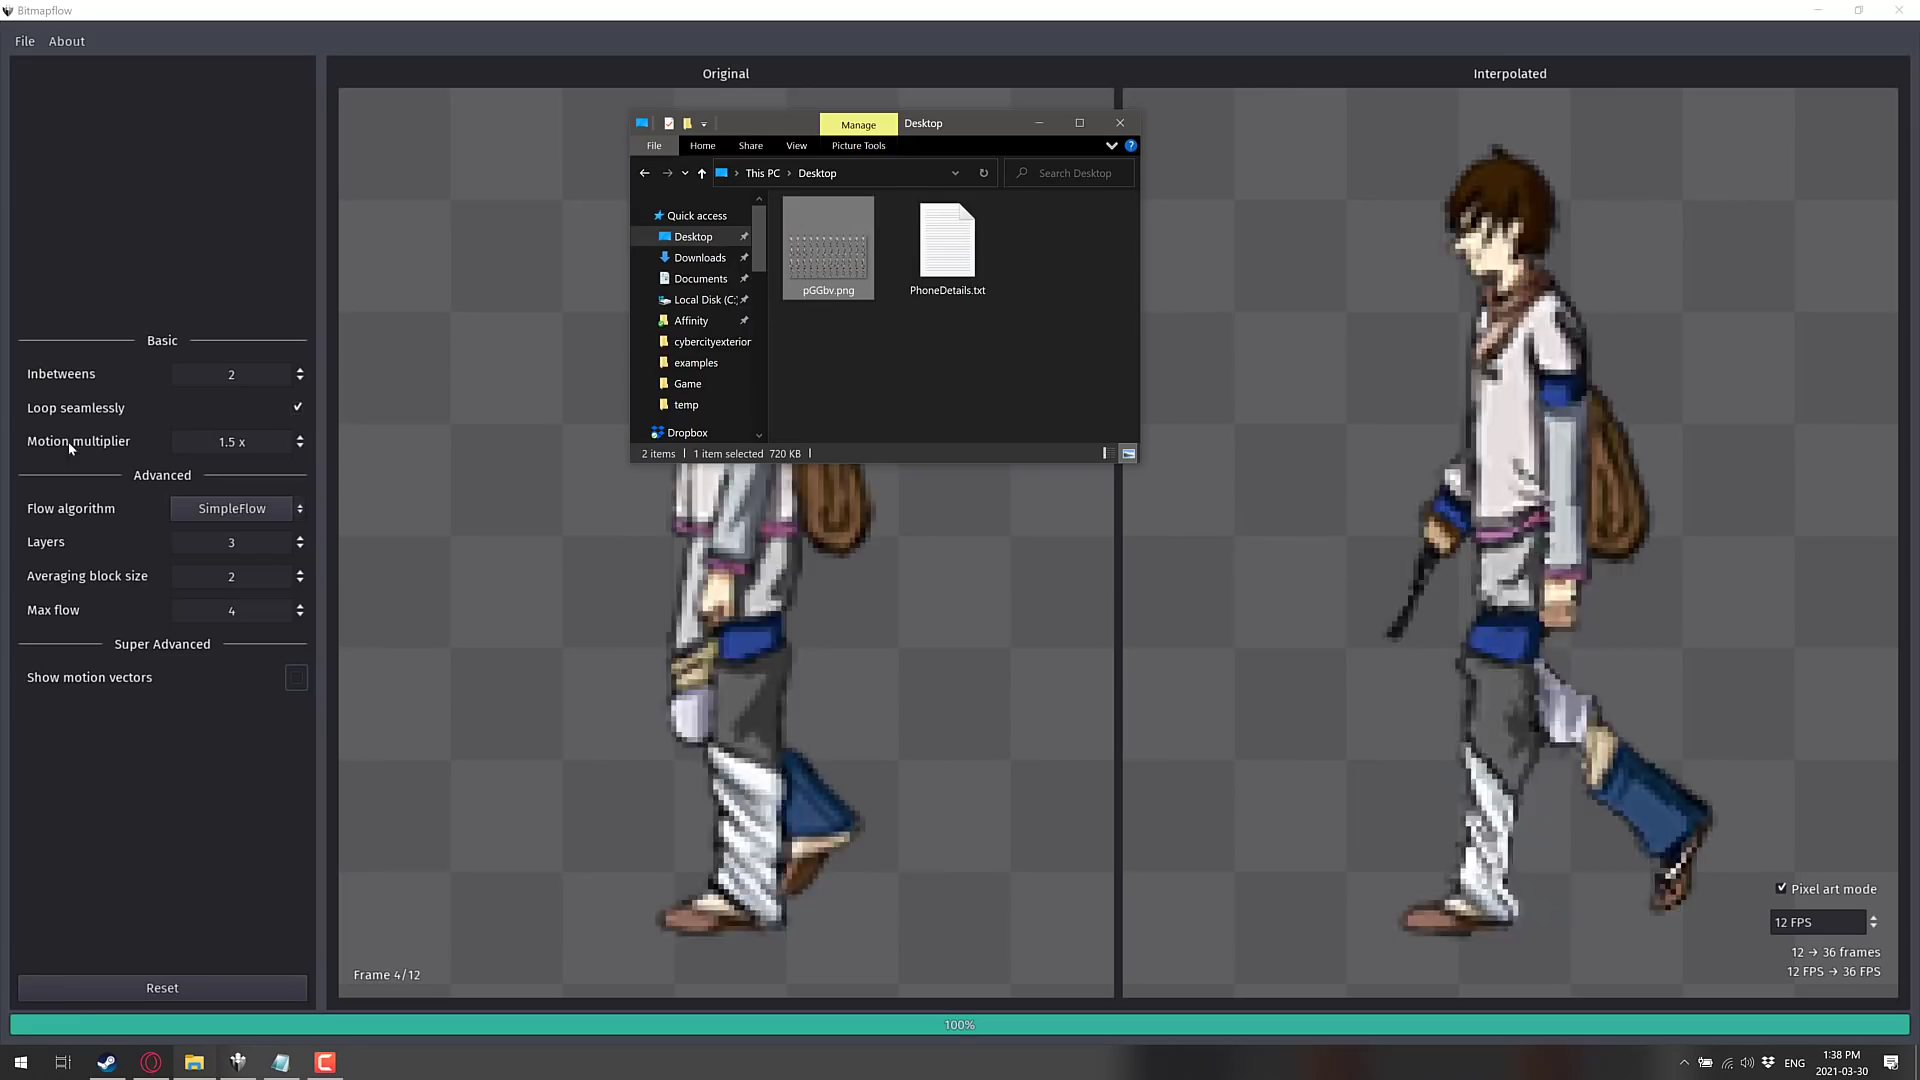 Bitmapflow
File About
Original
Interpolated
Manage Desktop
File Home Share View Picture Tools
This PC Desktop
Search Desktop
Quick access
Desktop
Downloads
Documents
Local Disk (C:)
Affinity
cybercityexterior
examples
Game
temp
Dropbox
pGGbv.png
PhoneDetails.txt
2 items 1 item selected 720 KB
Basic
Inbetweens 2
Loop seamlessly
Motion multiplier 1.5 x
Advanced
Flow algorithm SimpleFlow
Layers 3
Averaging block size 2
Max flow 4
Super Advanced
Show motion vectors
Reset
Frame 4/12
Pixel art mode
12 FPS
12 → 36 frames
12 FPS → 36 FPS
100%
ENG
1:38 PM
2021-03-30